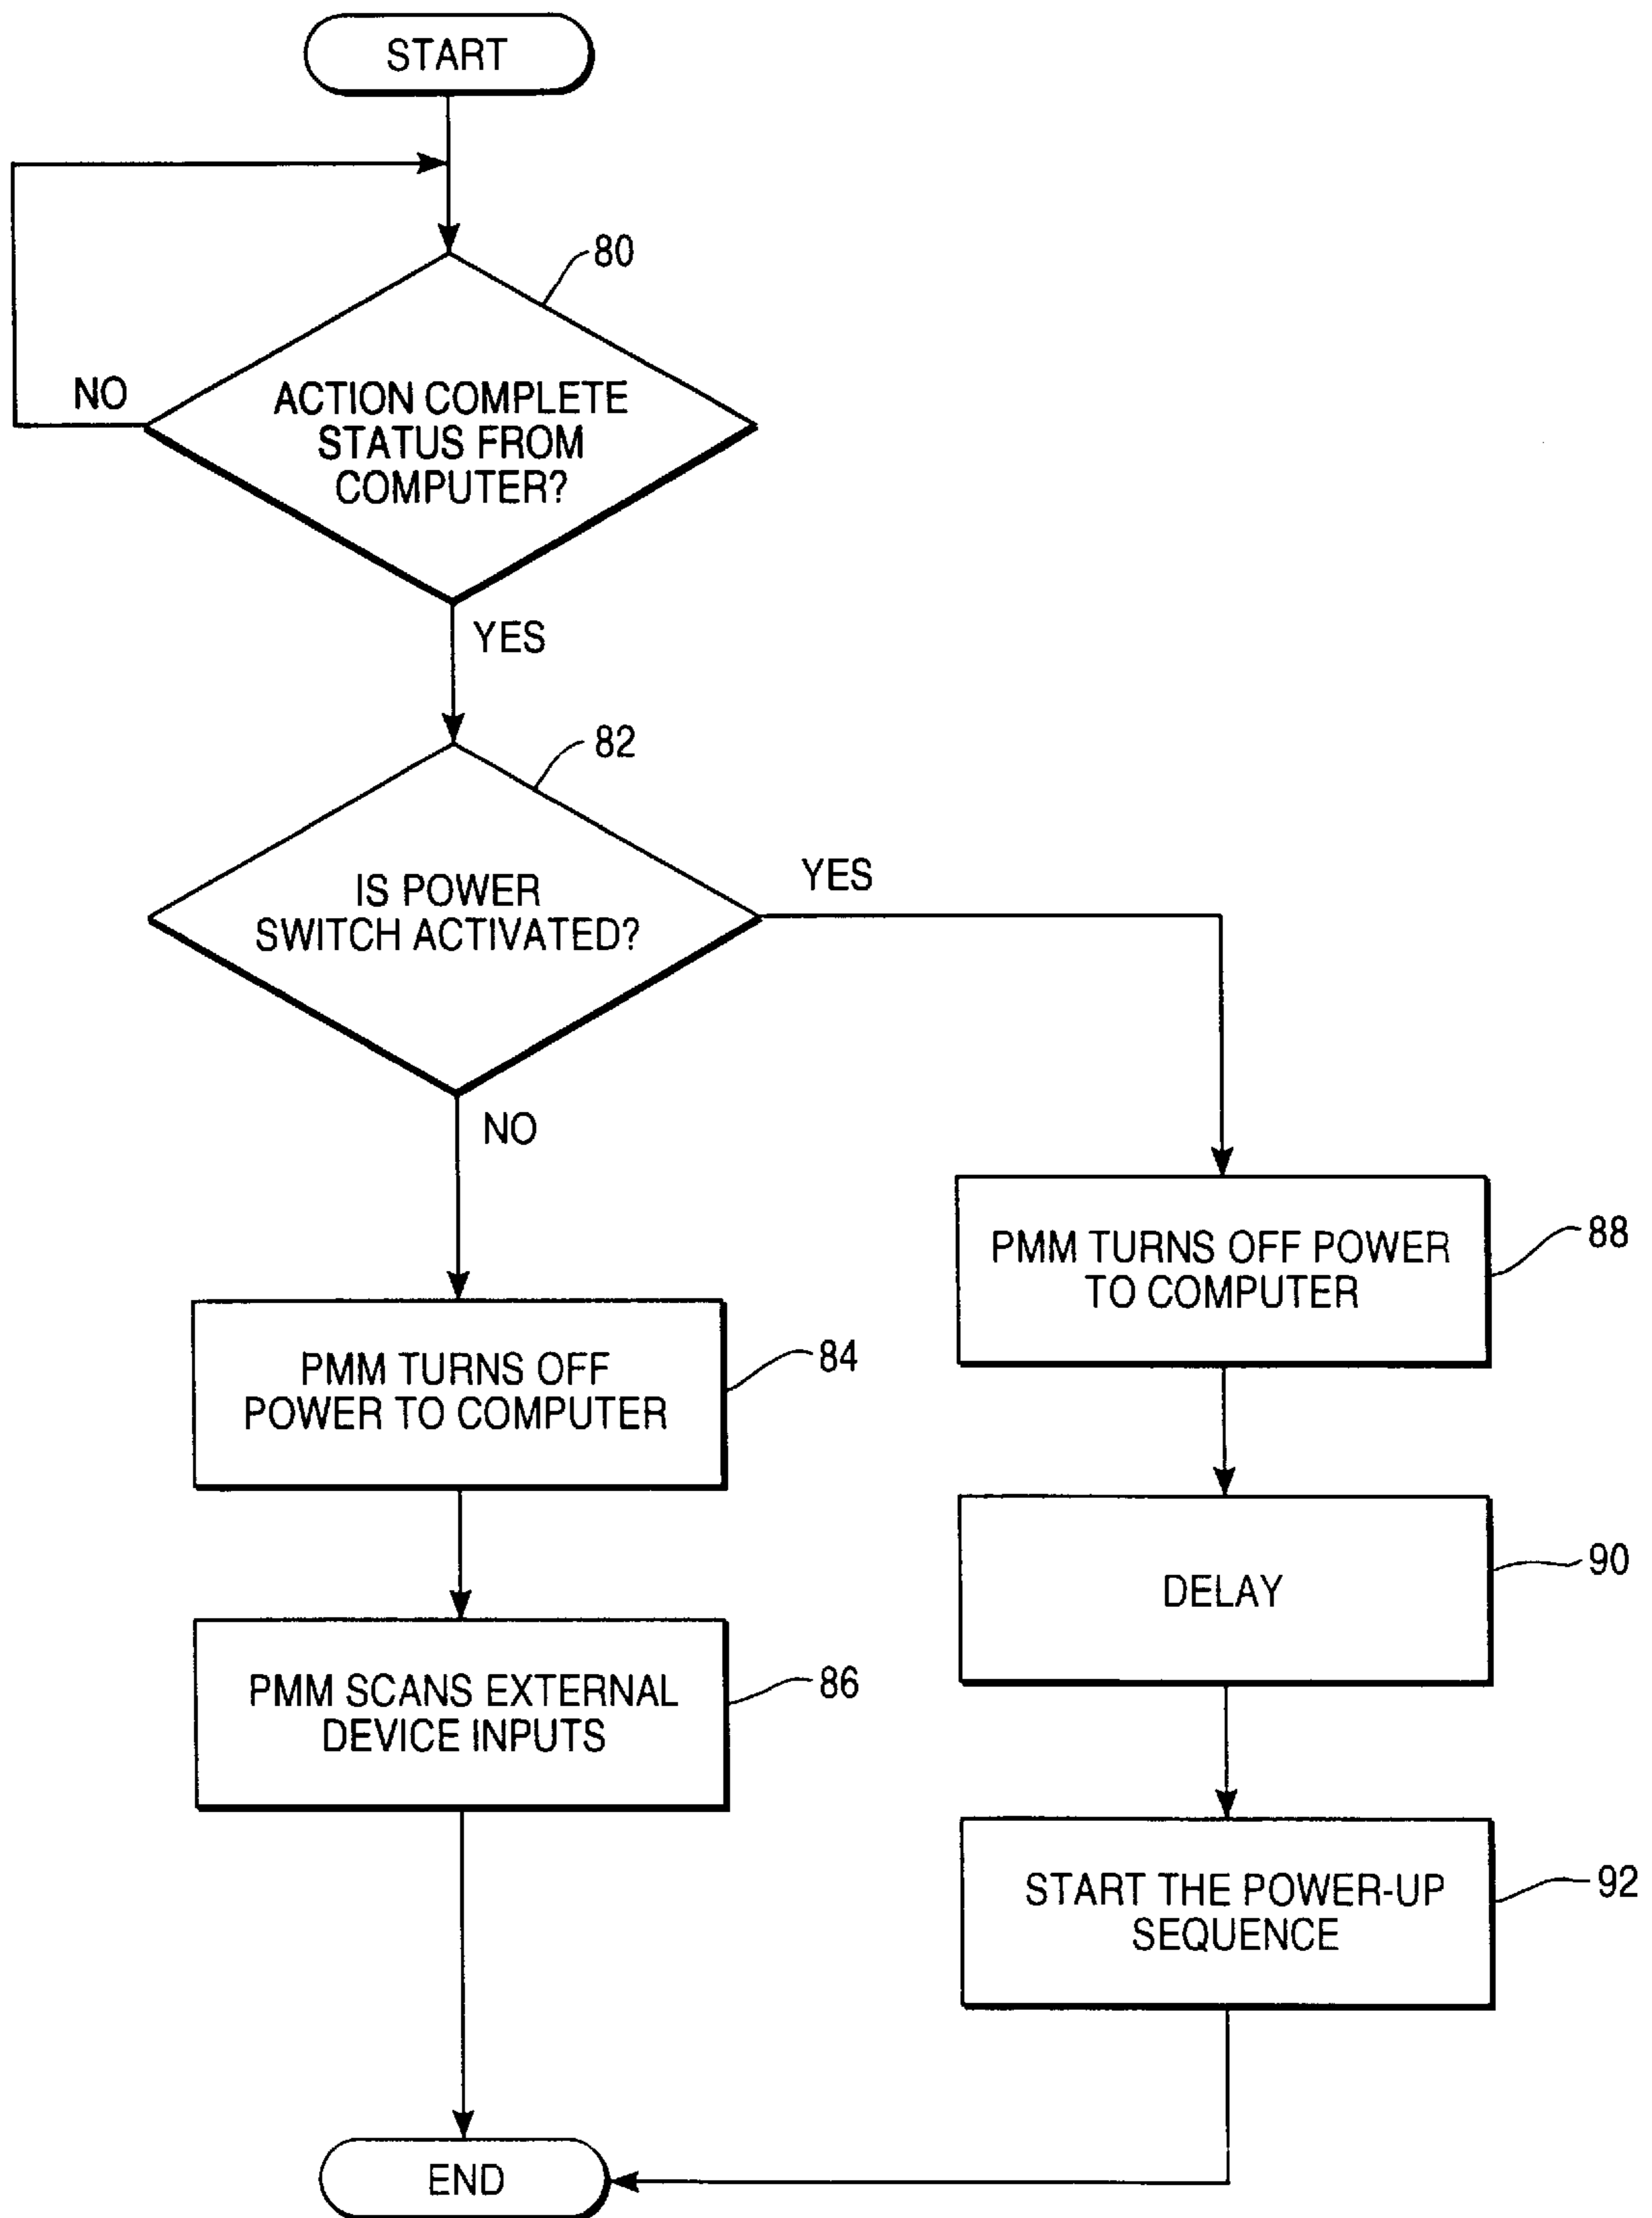 START
80
NO
ACTION COMPLETE
STATUS FROM
COMPUTER?
YES
82
YES
IS POWER
SWITCH ACTIVATED?
NO
88
PMM TURNS OFF POWER
TO COMPUTER
84
PMM TURNS OFF
POWER TO COMPUTER
90
DELAY
86
PMM SCANS EXTERNAL
DEVICE INPUTS
92
START THE POWER-UP
SEQUENCE
END